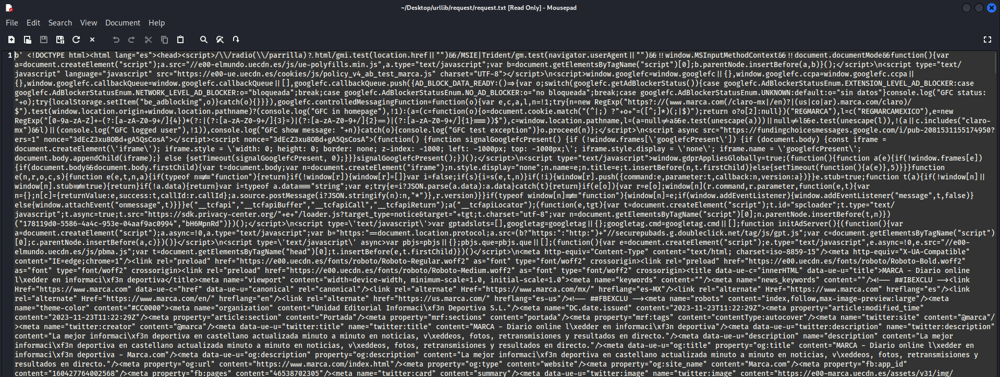 ~/Desktop/urllib/request/request.txt [Read Only] - Mousepad
File Edit Search View Document Help
1 b' <!DOCTYPE html><html lang="es"><head><script>/\\/radio(\\/parrilla)?.html/gmi.test(location.href||"")&&/MSIE|Trident/gm.test(navigator.userAgent||"")&&!!window.MSInputMethodContext&&!!document.documentMode&&function(){var
a=document.createElement("script");a.src="//e00-elmundo.uecdn.es/js/ue-polyfills.min.js",a.type="text/javascript";var b=document.getElementsByTagName("script")[0];b.parentNode.insertBefore(a,b)}();</script>\n<script type="text/
javascript" language="javascript" src="https://e00-ue.uecdn.es/cookies/js/policy_v4_ab_test_marca.js" charset="UTF-8"></script>\n<script>window.googlefc=window.googlefc||{},window.googlefc.ccpa=window.googlefc.ccpa||
{},window.googlefc.callbackQueue=window.googlefc.callbackQueue||[],googlefc.callbackQueue.push({AD_BLOCK_DATA_READY:()=>{var o;switch(googlefc.getAdBlockerStatus()){case googlefc.AdBlockerStatusEnum.EXTENSION_LEVEL_AD_BLOCKER:case
googlefc.AdBlockerStatusEnum.NETWORK_LEVEL_AD_BLOCKER:o="bloqueada";break;case googlefc.AdBlockerStatusEnum.NO_AD_BLOCKER:o="no bloqueada";break;case googlefc.AdBlockerStatusEnum.UNKNOWN:default:o="sin datos"}console.log("GFC status:
"+o);try{localStorage.setItem("be_adblocking",o)}catch(o){}}}),googlefc.controlledMessagingFunction=function(o){var e,c,a,l,n=!1;try{n=new RegExp("https?://(www.marca.com(/claro-mx|/en)?|(us|co|ar).marca.com/claro)/
$").test(window.location.origin+window.location.pathname)?(console.log("GFC in homepage"),!1):(a=(c=function(o){o=document.cookie.match("(^|;) ?"+o+"=([^;]*)(;|$)");return o?o[2]:null})("REGMARCA"),l=c("REGMARCAMEXICO"),e=new
RegExp("[0-9a-zA-Z]+-(?:[a-zA-Z0-9+/]{4})*(?:|(?:[a-zA-Z0-9+/]{3}=)|(?:[a-zA-Z0-9+/]{2}==)|(?:[a-zA-Z0-9+/]{1}===))$"),c=window.location.pathname,l=(a=null!=a&&e.test(unescape(a)))||null!=l&&e.test(unescape(l)),!(a||c.includes("claro-
mx")&&l)||(console.log("GFC logged user"),!1)),console.log("GFC show message: "+n)}catch(o){console.log("GFC test exception")}o.proceed(n)};</script>\n<script async src="https://fundingchoicesmessages.google.com/i/pub-2081531155174950?
ers=1" nonce="3dEcZ3xu8OBd+gA5QsCosA"></script><script nonce="3dEcZ3xu8OBd+gA5QsCosA">(function() {function signalGooglefcPresent() {if (!window.frames[\'googlefcPresent\']) {if (document.body) {const iframe =
document.createElement(\'iframe\'); iframe.style = \'width: 0; height: 0; border: none; z-index: -1000; left: -1000px; top: -1000px;\'; iframe.style.display = \'none\'; iframe.name = \'googlefcPresent\';
document.body.appendChild(iframe);} else {setTimeout(signalGooglefcPresent, 0);}}}signalGooglefcPresent();})();</script>\n<script type="text/javascript">window.gdprAppliesGlobally=true;(function(){function a(e){if(!window.frames[e])
{if(document.body&&document.body.firstChild){var t=document.body;var n=document.createElement("iframe");n.style.display="none";n.name=e;n.title=e;t.insertBefore(n,t.firstChild)}else{setTimeout(function(){a(e)},5)}}}function
e(n,r,o,c,s){function e(e,t,n,a){if(typeof n!=="function"){return}if(!window[r]){window[r]=[]}var i=false;if(s){i=s(e,t,n)}if(!i){window[r].push({command:e,parameter:t,callback:n,version:a})}}e.stub=true;function t(a){if(!window[n]||
window[n].stub!==true){return}if(!a.data){return}var i=typeof a.data==="string";var e;try{e=i?JSON.parse(a.data):a.data}catch(t){return}if(e[o]){var r=e[o];window[n](r.command,r.parameter,function(e,t){var
n={};n[c]={returnValue:e,success:t,callId:r.callId};a.source.postMessage(i?JSON.stringify(n):n,"*")},r.version)}}if(typeof window[n]!=="function"){window[n]=e;if(window.addEventListener){window.addEventListener("message",t,false)}
else{window.attachEvent("onmessage",t)}}}e("__tcfapi","__tcfapiBuffer","__tcfapiCall","__tcfapiReturn");a("__tcfapiLocator");(function(e,tgt){var t=document.createElement("script");t.id="spcloader";t.type="text/
javascript";t.async=true;t.src="https://sdk.privacy-center.org/"+e+"/loader.js?target_type=notice&target="+tgt;t.charset="utf-8";var n=document.getElementsByTagName("script")[0];n.parentNode.insertBefore(t,n)})
("178119d0-5586-4a4c-953e-04aaf9ac0994","bH6MpnRd")})();</script>\n<script type=\'text/javascript\'>var gptadslots=[],googletag=googletag||{};googletag.cmd=googletag.cmd||[];function initAdServer(){(function(){var
a=document.createElement("script");a.async=!0,a.type="text/javascript";var b="https:"==document.location.protocol;a.src=(b?"https:":"http:")+"//securepubads.g.doubleclick.net/tag/js/gpt.js";var c=document.getElementsByTagName("script")
[0];c.parentNode.insertBefore(a,c)})()}</script>\n<script type=\'text/javascript\' async>var pbjs=pbjs||{};pbjs.que=pbjs.que||[];(function(){var e=document.createElement("script");e.type="text/javascript",e.async=!0,e.src="//e00-
elmundo.uecdn.es/js/pbma.js";var t=document.getElementsByTagName("head")[0];t.insertBefore(e,t.firstChild)})()</script>\n<meta http-equiv="Content-Type" content="text/html; charset=iso-8859-15"/><meta http-equiv="X-UA-Compatible"
content="IE=edge;chrome=1"/><link rel="preload" href="https://e00.uecdn.es/fonts/roboto/Roboto-Regular.woff2" as="font" type="font/woff2" crossorigin><link rel="preload" href="https://e00.uecdn.es/fonts/roboto/Roboto-Bold.woff2"
as="font" type="font/woff2" crossorigin><link rel="preload" href="https://e00.uecdn.es/fonts/roboto/Roboto-Medium.woff2" as="font" type="font/woff2" crossorigin><title data-ue-c="innerHTML" data-ue-u="title">MARCA - Diario online
l\xedder en informaci\xf3n deportiva</title><meta name="viewport" content="width=device-width, minimum-scale=1.0, initial-scale=1.0"><meta name="keywords" content=""/><meta name="news_keywords" content=""/><!-- ##IBEXCLU --><link
Href="https://www.marca.com" data-ue-c="href" data-ue-u="canonical" rel="canonical"/><link rel="alternate" Href="https://www.marca.com/mx/" hreflang="es-MX"/><link rel="alternate" Href="https://www.marca.com" hreflang="es"/><link
rel="alternate" Href="https://www.marca.com/en/" hreflang="en"/><link rel="alternate" href="https://us.marca.com/" hreflang="es-us"/><!-- ##FBEXCLU --><meta name="robots" content="index,follow,max-image-preview:large"/><meta
name="theme-color" content="#CC0000"><meta name="organization" content="Unidad Editorial Informaci\xf3n Deportiva S.L."/><meta name="DC.date.issued" content="2023-11-23T11:22:29Z"><meta property="article:modified_time"
content="2023-11-23T11:22:29Z"/><meta property="article:section" content="Portada"/><meta property="mrf:sections" content="portada"/><meta property="mrf:tags" content="contentType:autocover"/><meta name="twitter:site" content="@marca"/
><meta name="twitter:creator" content="@marca"/><meta data-ue-u="twitter:title" name="twitter:title" content="MARCA - Diario online l\xedder en informaci\xf3n deportiva"/><meta data-ue-u="twitter:description" name="twitter:description"
content="La mejor informaci\xf3n deportiva en castellano actualizada minuto a minuto en noticias, v\xeddeos, fotos, retransmisiones y resultados en directo."/><meta data-ue-u="description" name="description" content="La mejor
informaci\xf3n deportiva en castellano actualizada minuto a minuto en noticias, v\xeddeos, fotos, retransmisiones y resultados en directo."/><meta data-ue-u="og:title" property="og:title" content="MARCA - Diario online l\xedder en
informaci\xf3n deportiva - Marca.com"/><meta data-ue-u="og:description" property="og:description" content="La mejor informaci\xf3n deportiva en castellano actualizada minuto a minuto en noticias, v\xeddeos, fotos, retransmisiones y
resultados en directo."/><meta property="og:url" content="https://www.marca.com/index.html"/><meta property="og:type" content="website"/><meta property="og:site_name" content="Marca.com"/><meta property="fb:app_id"
content="160427764002568"/><meta property="fb:pages" content="46538702305"/><meta name="twitter:card" content="summary"/><meta name="twitter:image" name="twitter:image" content="https://e00-marca.uecdn.es/assets/v31/img/